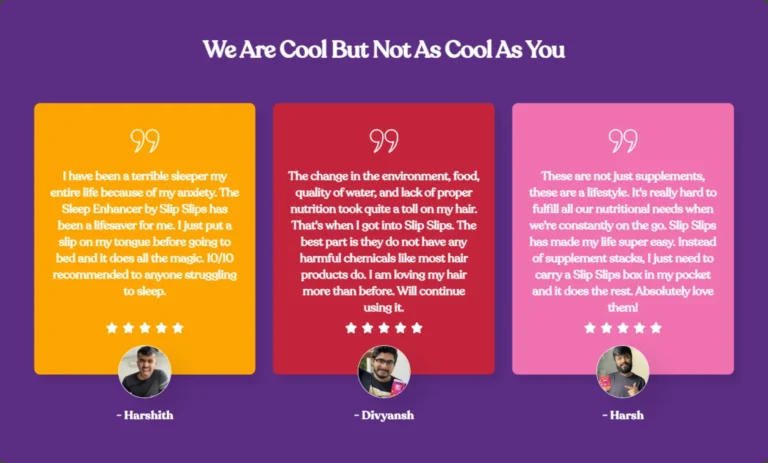 We Are Cool But Not As Cool As You
I have been a terrible sleeper my
entire life because of my anxiety. The
Sleep Enhancer by Slip Slips has
been a lifesaver for me. I just put a
slip on my tongue before going to
bed and it does all the magic. 10/10
recommended to anyone struggling
to sleep.
~ Harshith
The change in the environment, food,
quality of water, and lack of proper
nutrition took quite a toll on my hair.
That's when I got into Slip Slips. The
best part is they do not have any
harmful chemicals like most hair
products do. I am loving my hair
more than before. Will continue
using it.
~ Divyansh
These are not just supplements,
these are a lifestyle. It's really hard to
fulfill all our nutritional needs when
we're constantly on the go. Slip Slips
has made my life super easy. Instead
of supplement stacks, I just need to
carry a Slip Slips box in my pocket
and it does the rest. Absolutely love
them!
~ Harsh